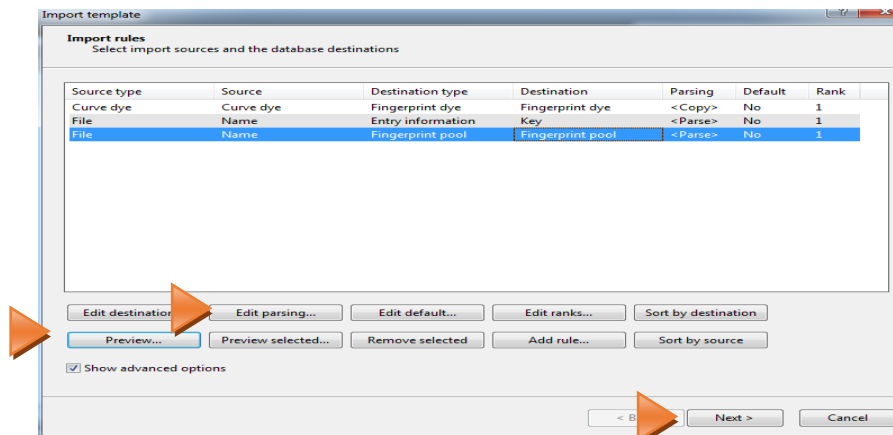 Import template
Import rules
Select import sources and the database destinations
Source type Source Destination type Destination Parsing Default Rank
Curve dye Curve dye Fingerprint dye Fingerprint dye <Copy> No 1
File Name Entry information Key <Parse> No 1
File Name Fingerprint pool Fingerprint pool <Parse> No 1
Edit destination Edit parsing... Edit default... Edit ranks... Sort by destination
Preview... Preview selected... Remove selected Add rule... Sort by source
Show advanced options
< B Next > Cancel